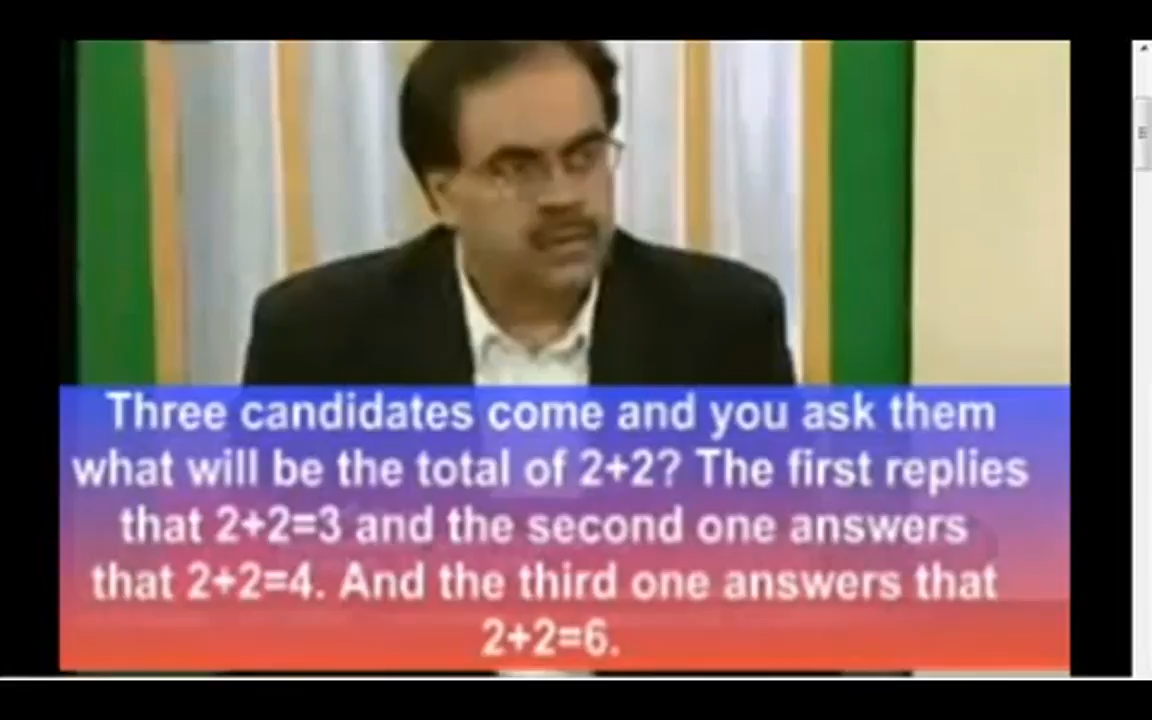 Three candidates come and you ask them
what will be the total of 2+2? The first replies
that 2+2=3 and the second one answers
that 2+2=4. And the third one answers that
2+2=6.